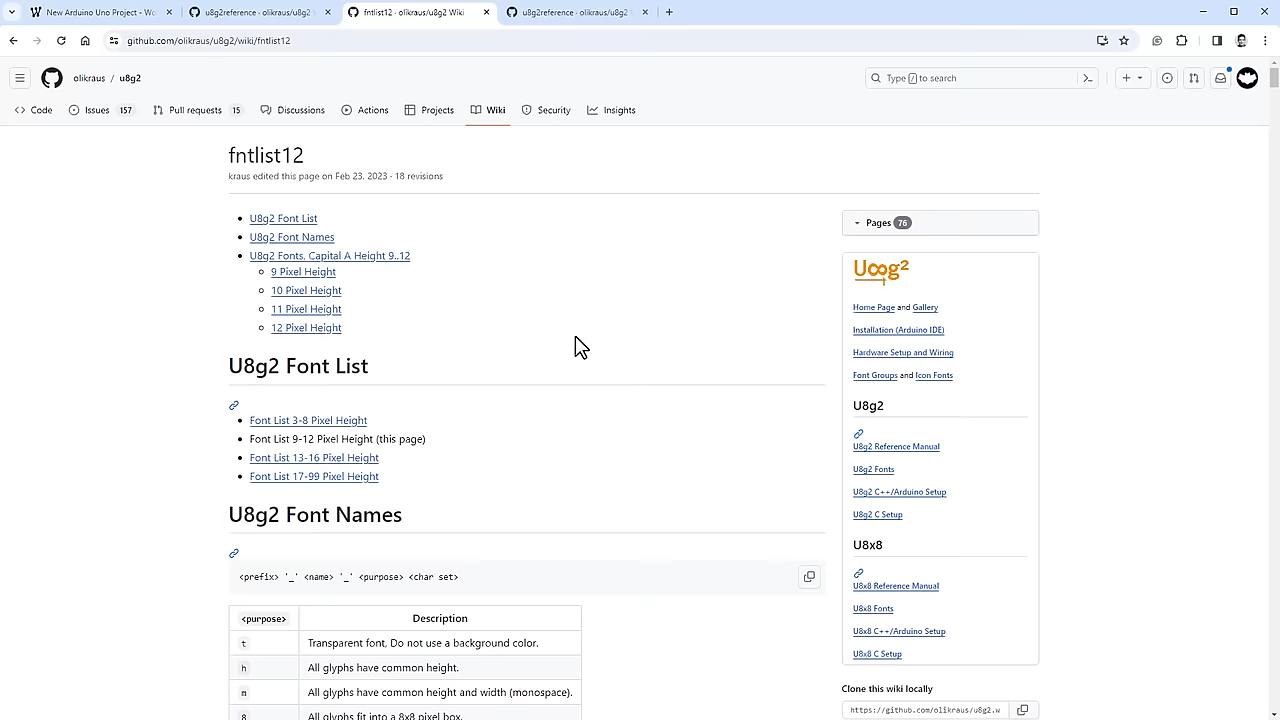 New Arduino Uno Project - Wo
u8g2reference · olikraus/u8g2
fntlist12 · olikraus/u8g2 Wiki
u8g2reference · olikraus/u8g2
github.com/olikraus/u8g2/wiki/fntlist12
olikraus / u8g2
Type / to search
Code
Issues 157
Pull requests 15
Discussions
Actions
Projects
Wiki
Security
Insights
fntlist12
kraus edited this page on Feb 23, 2023 · 18 revisions
U8g2 Font List
U8g2 Font Names
U8g2 Fonts, Capital A Height 9..12
9 Pixel Height
10 Pixel Height
11 Pixel Height
12 Pixel Height
U8g2 Font List
Font List 3-8 Pixel Height
Font List 9-12 Pixel Height (this page)
Font List 13-16 Pixel Height
Font List 17-99 Pixel Height
U8g2 Font Names
<prefix> '_' <name> '_' <purpose> <char set>
<purpose> Description
t Transparent font, Do not use a background color.
h All glyphs have common height.
m All glyphs have common height and width (monospace).
8 All glyphs fit into a 8x8 pixel box.
Pages 76
Home Page and Gallery
Installation (Arduino IDE)
Hardware Setup and Wiring
Font Groups and Icon Fonts
U8g2
U8g2 Reference Manual
U8g2 Fonts
U8g2 C++/Arduino Setup
U8g2 C Setup
U8x8
U8x8 Reference Manual
U8x8 Fonts
U8x8 C++/Arduino Setup
U8x8 C Setup
Clone this wiki locally
https://github.com/olikraus/u8g2.w